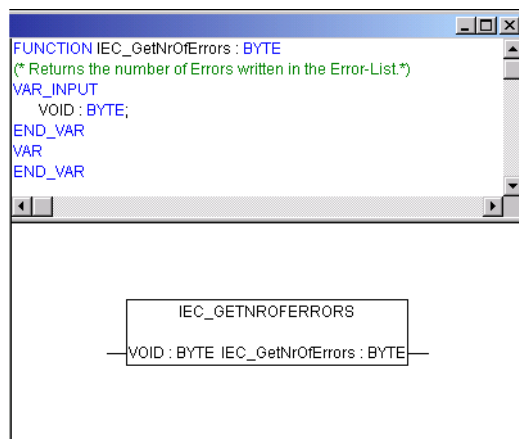 FUNCTION IEC_GetNrOfErrors : BYTE
(* Returns the number of Errors written in the Error-List.*)
VAR_INPUT
VOID : BYTE;
END_VAR
VAR
END_VAR
IEC_GETNROFERRORS
VOID : BYTE IEC_GetNrOfErrors : BYTE